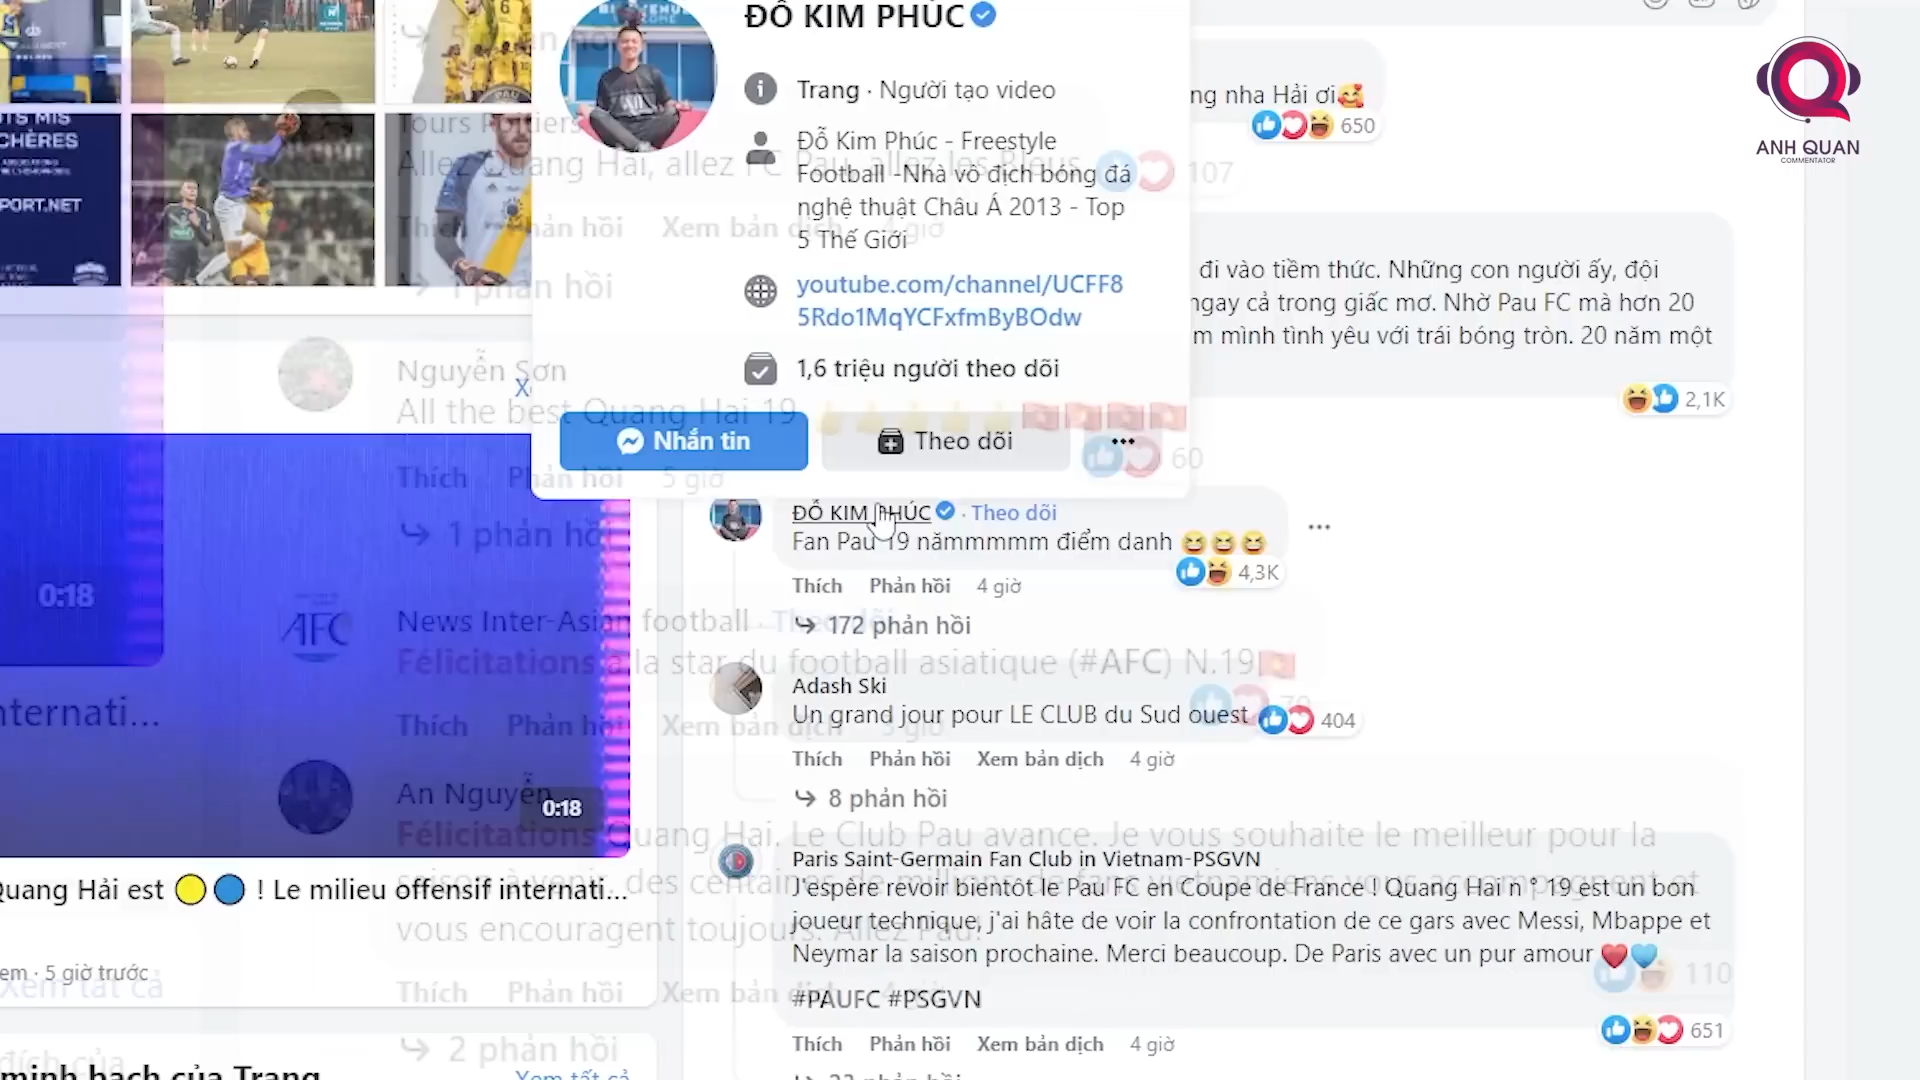 ĐỖ KIM PHÚC
Trang · Người tạo video
Đỗ Kim Phúc - Freestyle
Football -Nhà vô địch bóng đá
nghệ thuật Châu Á 2013 - Top
5 Thế Giới
youtube.com/channel/UCFF8
5Rdo1MqYCFxfmByBOdw
1,6 triệu người theo dõi
Nhắn tin
Theo dõi
ng nha Hải ơi🥰
650
ANH QUAN
COMMENTATOR
đi vào tiềm thức. Những con người ấy, đội
ngay cả trong giấc mơ. Nhờ Pau FC mà hơn 20
m mình tình yêu với trái bóng tròn. 20 năm một
2,1K
ĐỖ KIM PHÚC · Theo dõi
Fan Pau 19 nămmmmm điểm danh 😆😆😆
4,3K
Thích Phản hồi 4 giờ
172 phản hồi
Adash Ski
Un grand jour pour LE CLUB du Sud ouest
404
Thích Phản hồi Xem bản dịch 4 giờ
8 phản hồi
Paris Saint-Germain Fan Club in Vietnam-PSGVN
J'espère revoir bientôt le Pau FC en Coupe de France ! Quang Hai n ° 19 est un bon
joueur technique, j'ai hâte de voir la confrontation de ce gars avec Messi, Mbappe et
Neymar la saison prochaine. Merci beaucoup. De Paris avec un pur amour ❤️💙
#PAUFC #PSGVN
651
Thích Phản hồi Xem bản dịch 4 giờ
Tours Poitiers
Allez Quang Hai, allez FC Pau, allez les Bleus
107
Thích Phản hồi Xem bản dịch 1 giờ
1 phản hồi
Nguyễn Sơn
All the best Quang Hai 19
60
Thích Phản hồi 5 giờ
1 phản hồi
AFC
News Inter-Asian football · Theo dõi
Félicitations à la star du football asiatique (#AFC) N.19
Thích Phản hồi Xem bản dịch
An Nguyễn
Félicitations Quang Hai. Le Club Pau avance. Je vous souhaite le meilleur pour la
saison à venir, des centaines de millions de fans vietnamiens vous accompagnent et
vous encouragent toujours. Allez Pau!
110
Thích Phản hồi Xem bản dịch
2 phản hồi
OTS MIS
CHÈRES
PORT.NET
0:18
nternati...
0:18
Quang Hải est 🟡🔵 ! Le milieu offensif internati...
em · 5 giờ trước
Xem tất cả
minh bạch của Trang
Xem tất cả